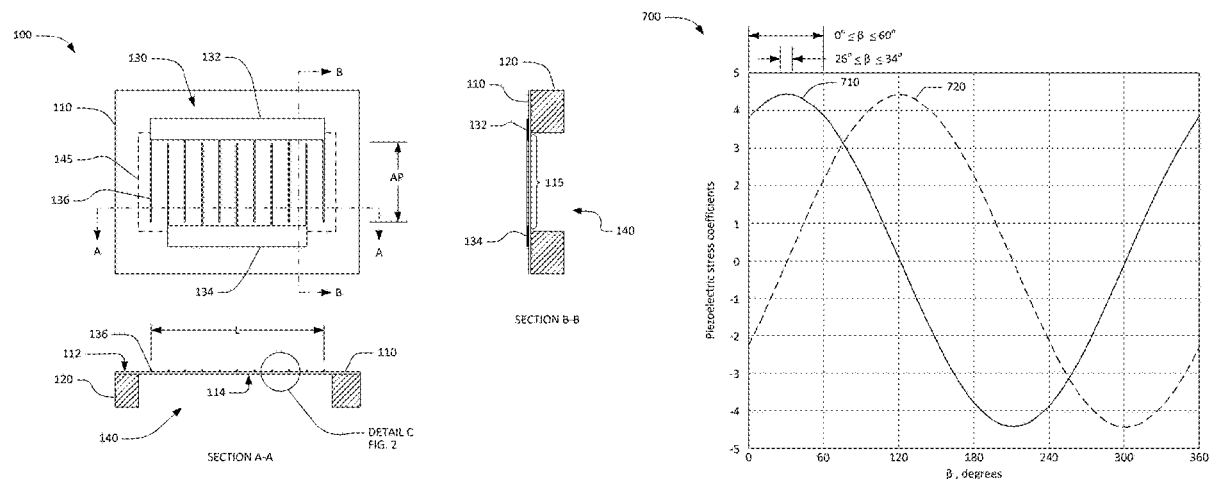 100
130
132
B
110
145
136
AP
A
A
134
B
120
110
132
115
140
134
SECTION B-B
L
136
112
110
120
114
140
DETAIL C
FIG. 2
SECTION A-A
700
0° ≤ β ≤ 60°
26° ≤ β ≤ 34°
710
720
Piezoelectric stress coefficients
5
4
3
2
1
0
-1
-2
-3
-4
-5
0
60
120
180
240
300
360
β , degrees